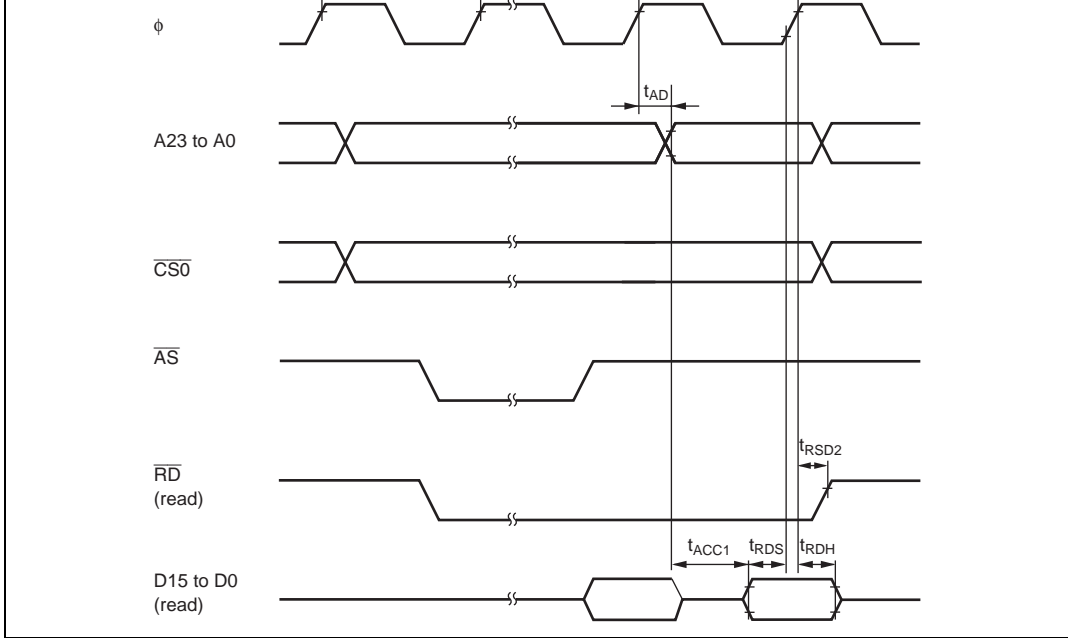 ϕ
tAD
A23 to A0
CS0
AS
tRSD2
RD
(read)
tACC1 tRDS tRDH
D15 to D0
(read)